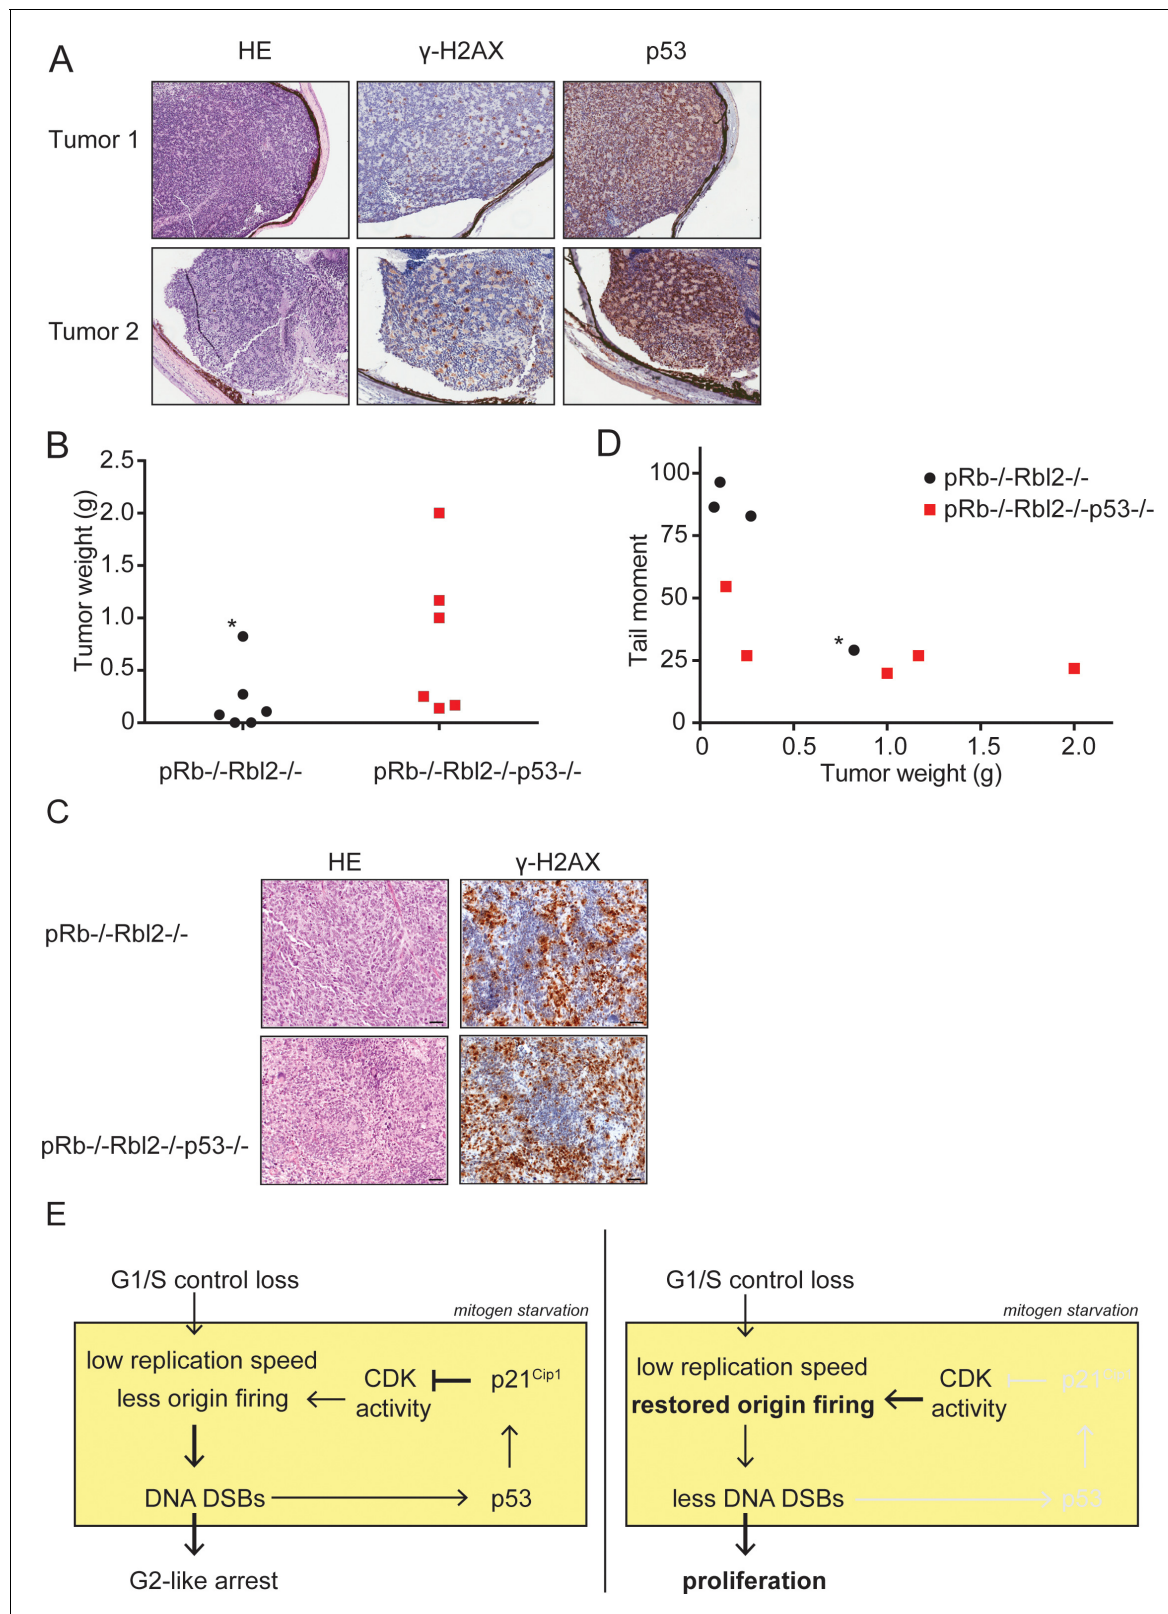 A
HE
γ-H2AX
p53
Tumor 1
Tumor 2
B
Tumor weight (g)
2.5
2.0
1.5
1.0
0.5
0
*
pRb-/-Rbl2-/-
pRb-/-Rbl2-/-p53-/-
D
Tail moment
100
75
50
25
0
*
pRb-/-Rbl2-/-
pRb-/-Rbl2-/-p53-/-
0 0.5 1.0 2.0
Tumor weight (g)
C
HE
γ-H2AX
pRb-/-Rbl2-/-
pRb-/-Rbl2-/-p53-/-
E
G1/S control loss
mitogen starvation
low replication speed
less origin firing
CDK
activity
p21Cip1
DNA DSBs
p53
G2-like arrest
G1/S control loss
mitogen starvation
low replication speed
restored origin firing
CDK
activity
p21Cip1
less DNA DSBs
p53
proliferation